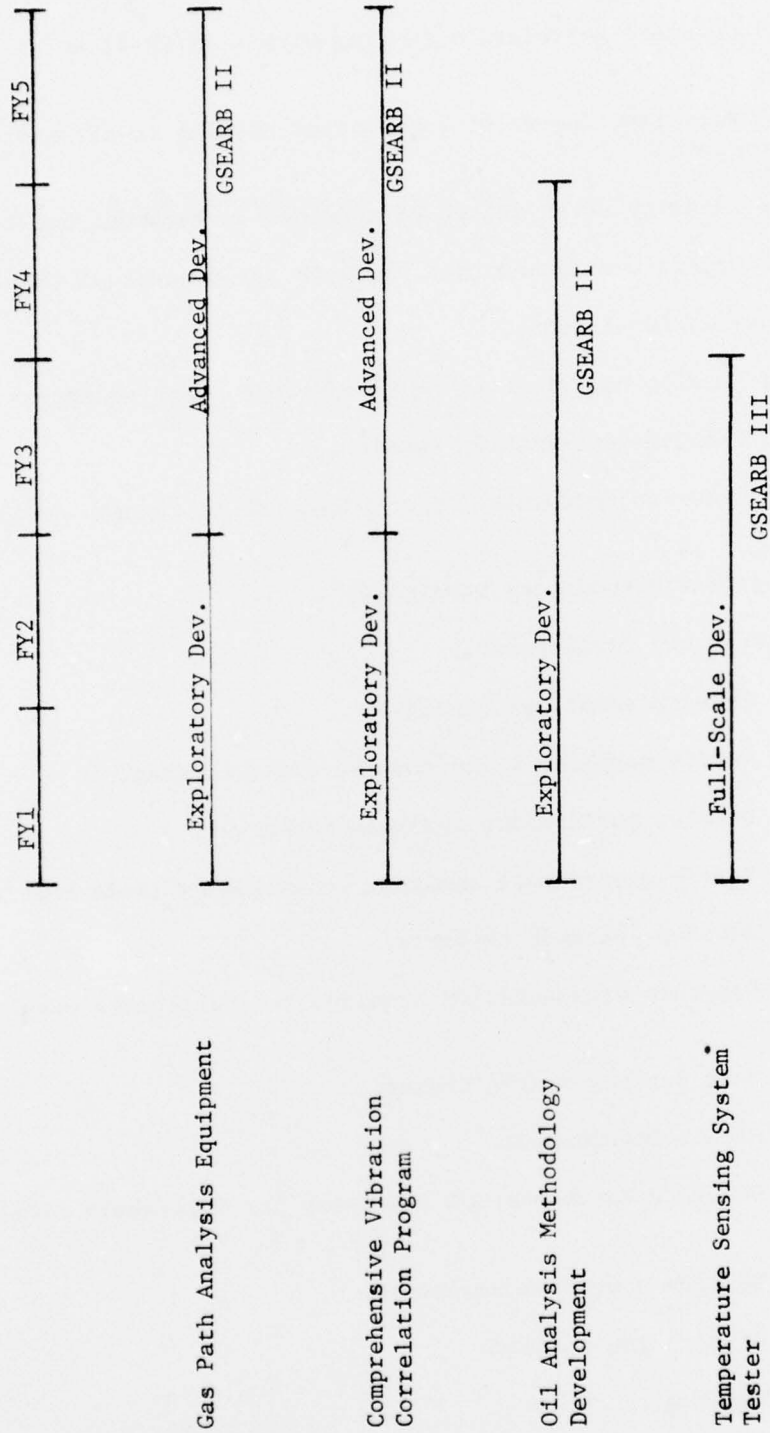 FY1 FY2 FY3 FY4 FY5
Gas Path Analysis Equipment
Exploratory Dev. Advanced Dev.
GSEARB II
Comprehensive Vibration
Correlation Program
Exploratory Dev. Advanced Dev.
GSEARB II
Oil Analysis Methodology
Development
Exploratory Dev.
GSEARB II
Temperature Sensing System
Tester
Full-Scale Dev.
GSEARB III